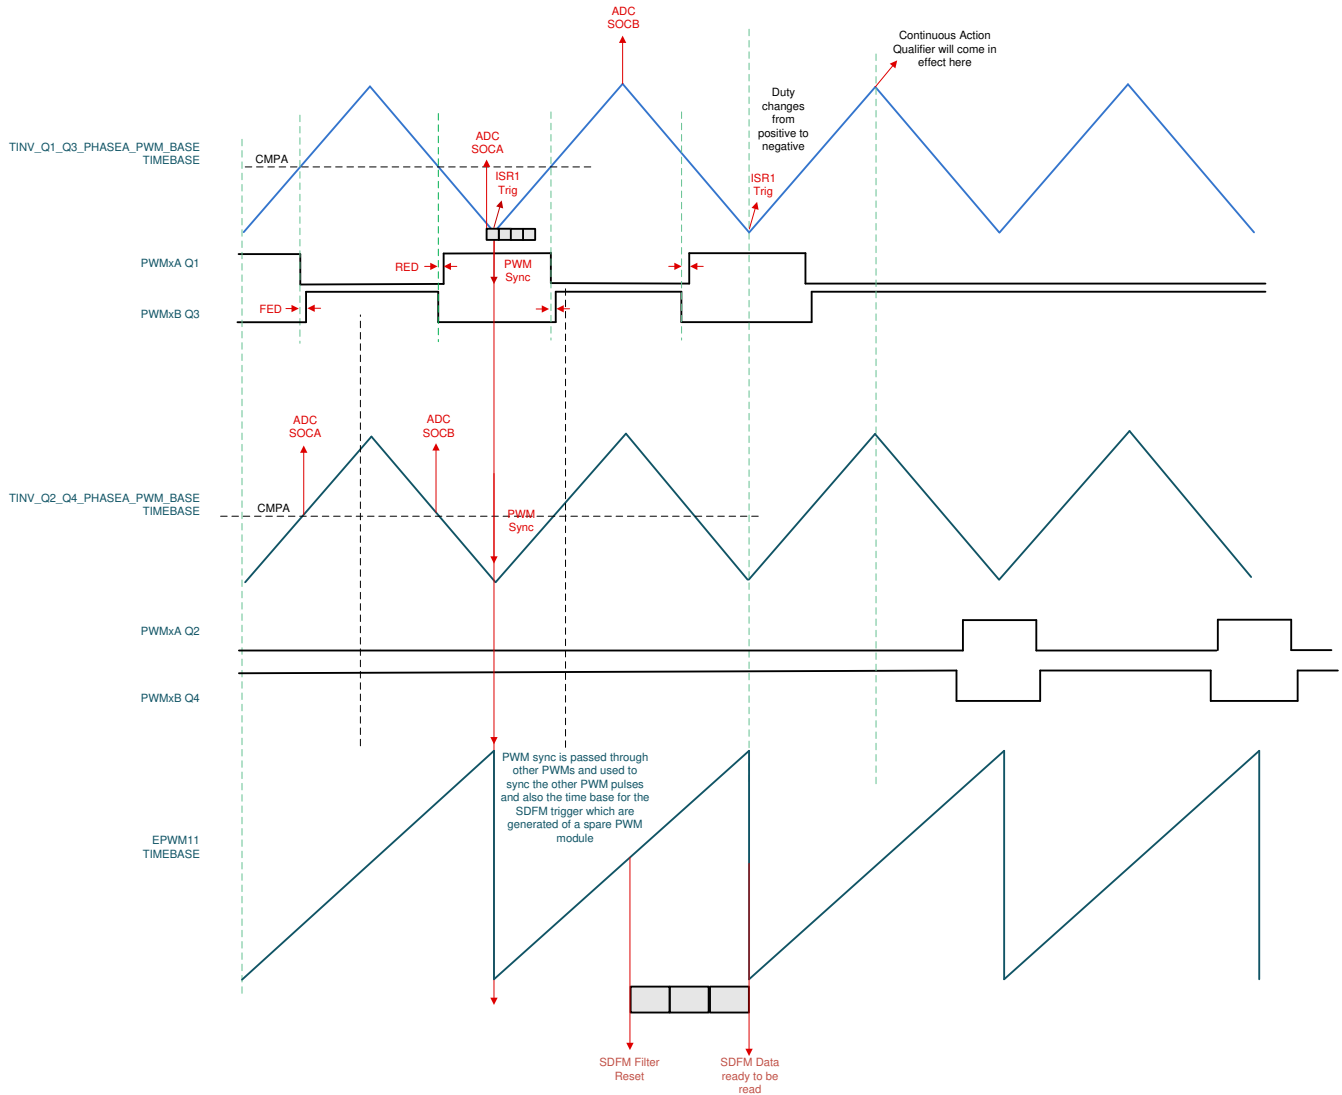 ADC
SOCB
Continuous Action
Qualifier will come in
effect here
Duty
changes
from
positive to
negative
TINV_Q1_Q3_PHASEA_PWM_BASE
TIMEBASE
CMPA
ADC
SOCA
ISR1
Trig
ISR1
Trig
PWMxA Q1
RED
PWM
Sync
FED
PWMxB Q3
ADC
SOCA
ADC
SOCB
TINV_Q2_Q4_PHASEA_PWM_BASE
TIMEBASE
CMPA
PWM
Sync
PWMxA Q2
PWMxB Q4
PWM sync is passed through
other PWMs and used to
sync the other PWM pulses
and also the time base for the
SDFM trigger which are
generated of a spare PWM
module
EPWM11
TIMEBASE
SDFM Filter
Reset
SDFM Data
ready to be
read